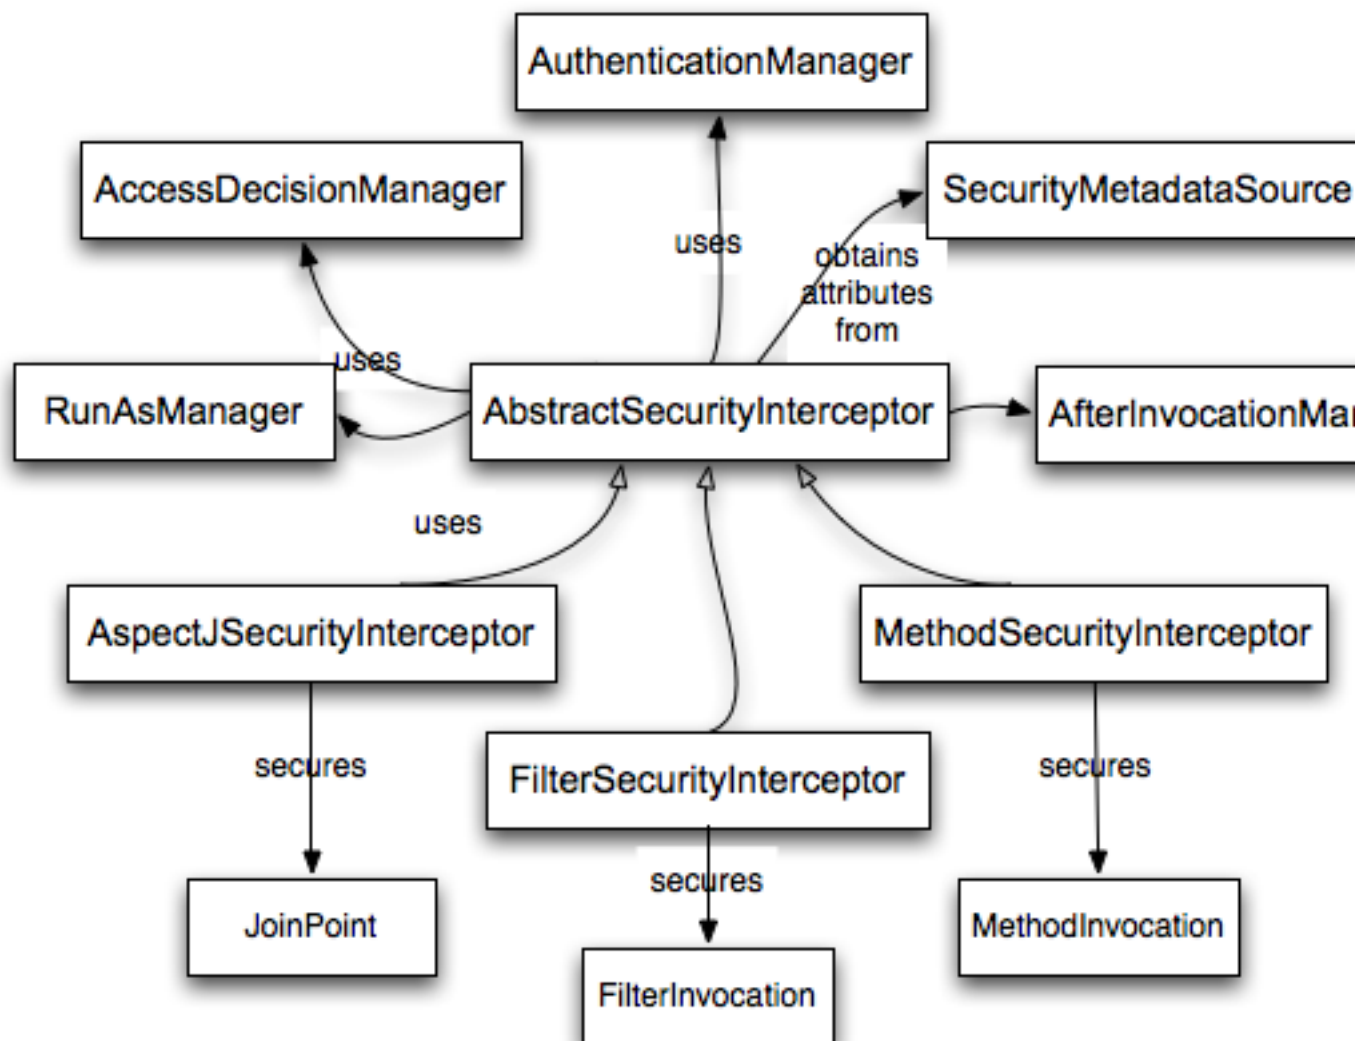 AuthenticationManager
AccessDecisionManager
SecurityMetadataSource
uses
obtains
attributes
from
uses
RunAsManager
AbstractSecurityInterceptor
AfterInvocationMan
uses
AspectJSecurityInterceptor
MethodSecurityInterceptor
secures
FilterSecurityInterceptor
secures
secures
JoinPoint
MethodInvocation
FilterInvocation